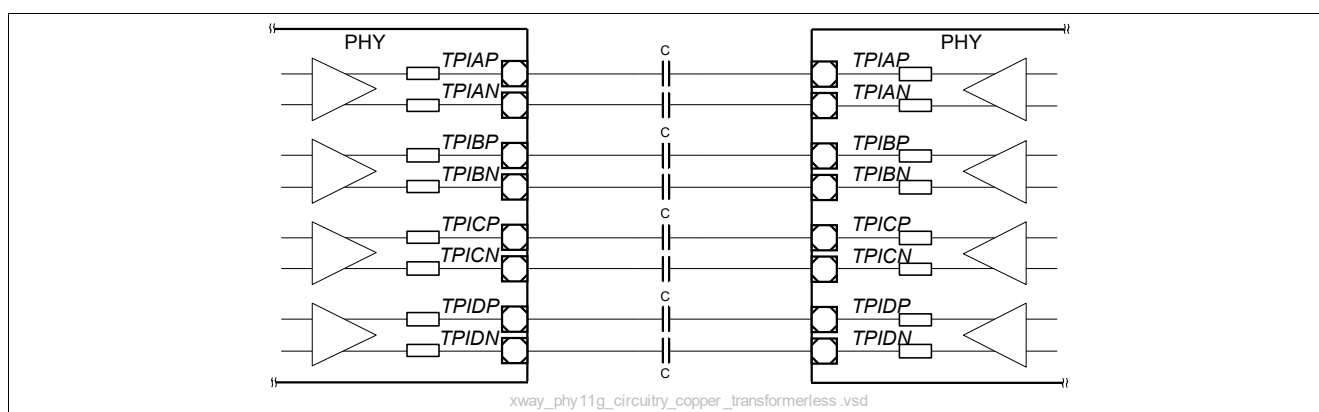 PHY PHY
C
TPIAP TPIAP
TPIAN TPIAN
C
TPIBP TPIBP
TPIBN TPIBN
C
TPICP TPICP
TPICN TPICN
C
TPIDP TPIDP
TPIDN TPIDN
C
xway_phy11g_circuitry_copper_transformerless.vsd